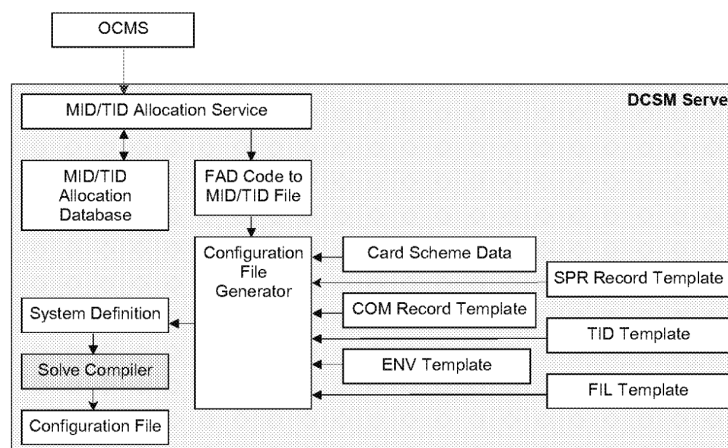 OCMS
DCSM Serve
MID/TID Allocation Service
MID/TID
Allocation
Database
FAD Code to
MID/TID File
Configuration
File
Generator
Card Scheme Data
SPR Record Template
COM Record Template
System Definition
TID Template
ENV Template
Solve Compiler
FIL Template
Configuration File